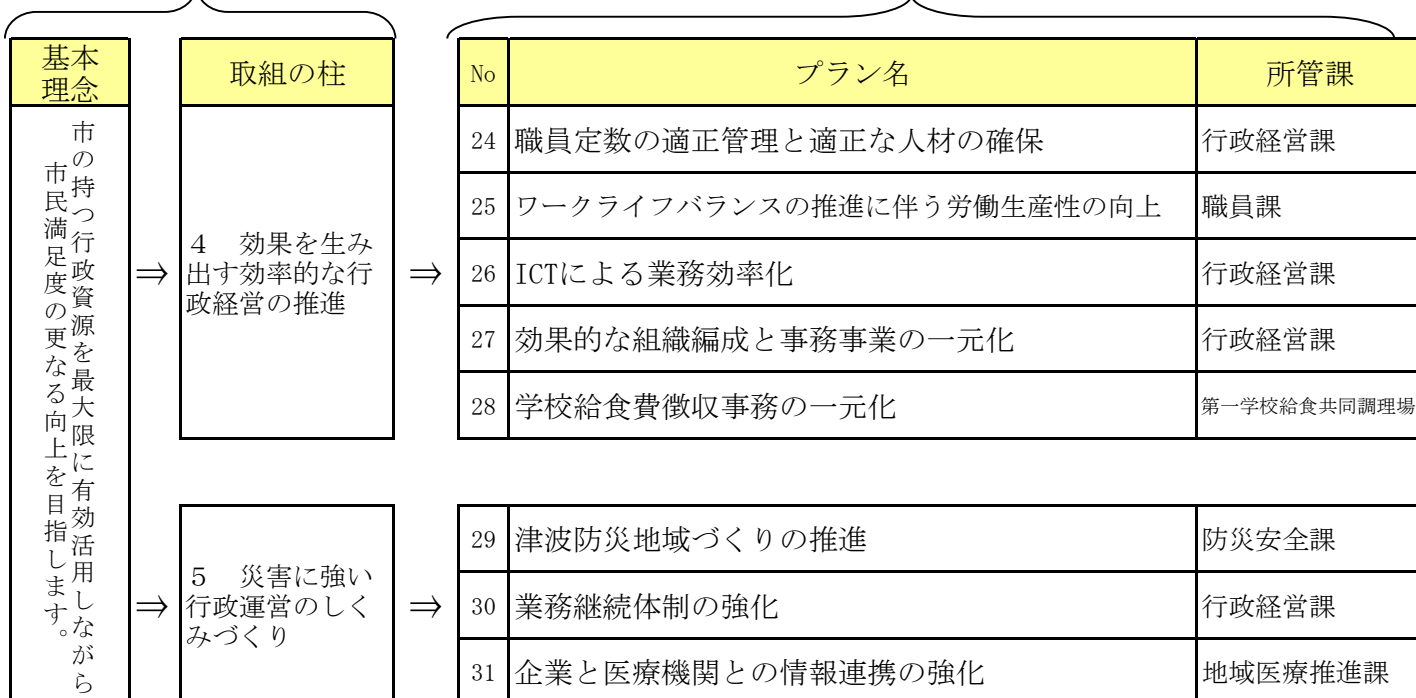 基本
理念
市の持つ行政資源を最大限に有効活用しながら
市民満足度の更なる向上を目指します。
取組の柱
４　効果を生み
出す効率的な行
政経営の推進
５　災害に強い
行政運営のしく
みづくり
⇒
⇒
⇒
⇒
No プラン名 所管課
24 職員定数の適正管理と適正な人材の確保 行政経営課
25 ワークライフバランスの推進に伴う労働生産性の向上 職員課
26 ICTによる業務効率化 行政経営課
27 効果的な組織編成と事務事業の一元化 行政経営課
28 学校給食費徴収事務の一元化 第一学校給食共同調理場
29 津波防災地域づくりの推進 防災安全課
30 業務継続体制の強化 行政経営課
31 企業と医療機関との情報連携の強化 地域医療推進課